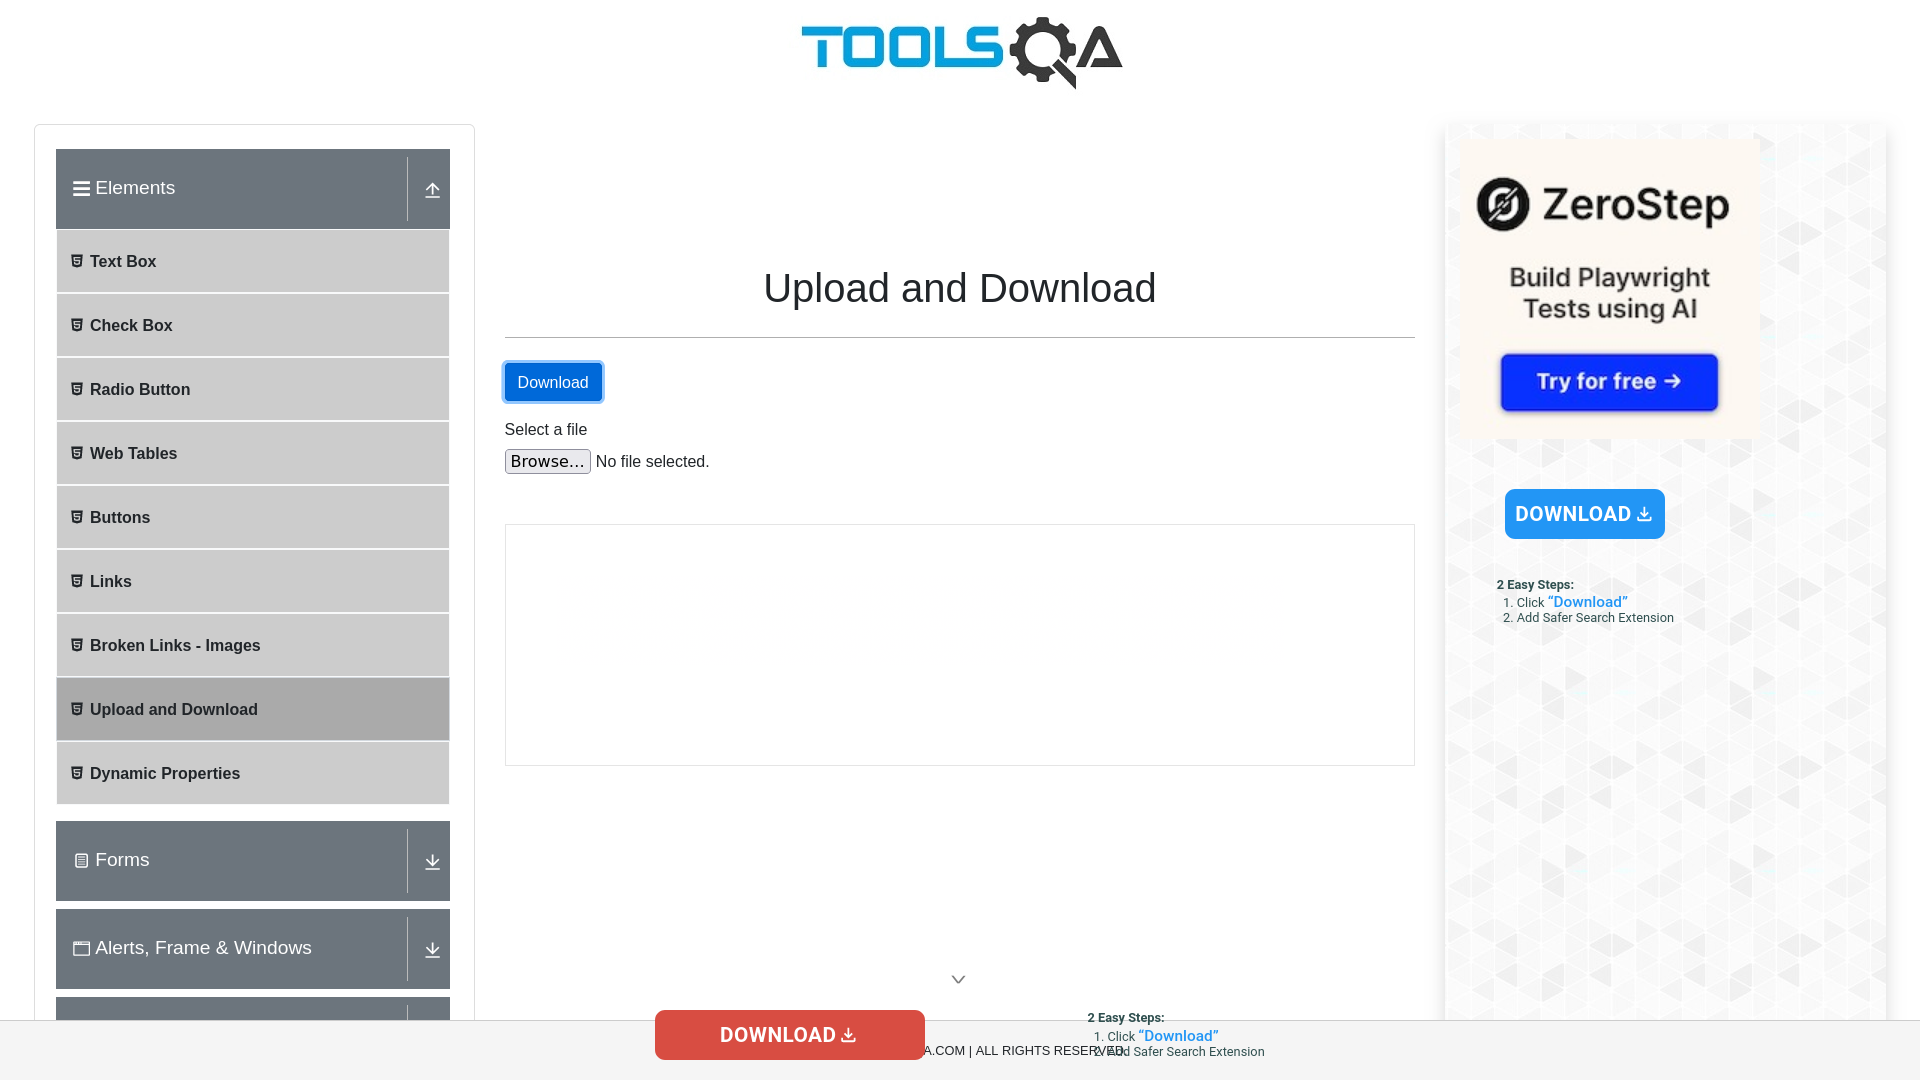 TOOLSQA
Elements
Text Box
Check Box
Radio Button
Web Tables
Buttons
Links
Broken Links - Images
Upload and Download
Dynamic Properties
Forms
Alerts, Frame & Windows
Upload and Download
Download
Select a file
Browse... No file selected.
ZeroStep
Build Playwright
Tests using AI
Try for free →
DOWNLOAD
2 Easy Steps:
1. Click “Download”
2. Add Safer Search Extension
DOWNLOAD
A.COM | ALL RIGHTS RESERVED.
2 Easy Steps:
1. Click “Download”
2. Add Safer Search Extension